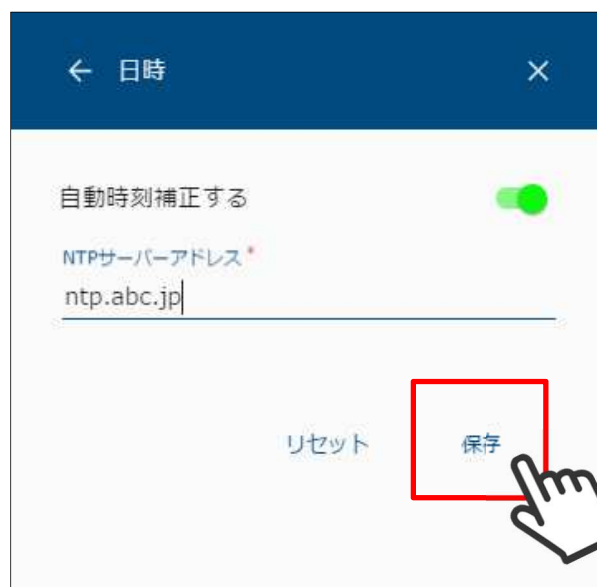 ← 日時 ×
自動時刻補正する
NTPサーバーアドレス *
ntp.abc.jp
リセット 保存